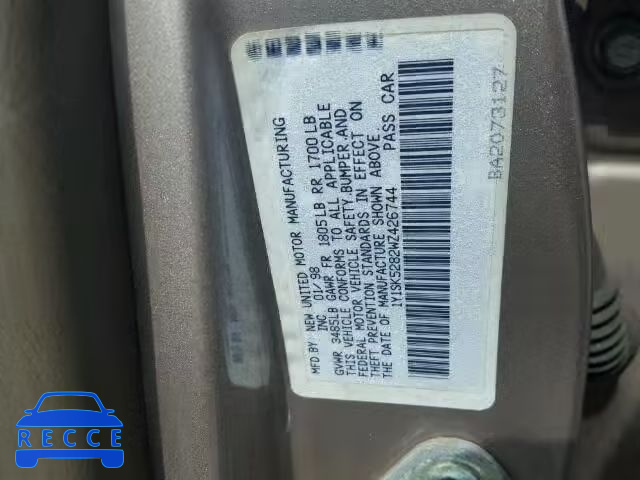 MFD BY NEW UNITED MOTOR MANUFACTURING
INC 01/98
GVWR 3485LB GAWR FR 1805LB RR 1700LB
THIS VEHICLE CONFORMS TO ALL APPLICABLE
FEDERAL MOTOR VEHICLE SAFETY,BUMPER,AND
THEFT PREVENTION STANDARDS IN EFFECT ON
THE DATE OF MANUFACTURE SHOWN ABOVE.
1Y1SK5282WZ426744 PASS CAR
BA2073127
RECCE